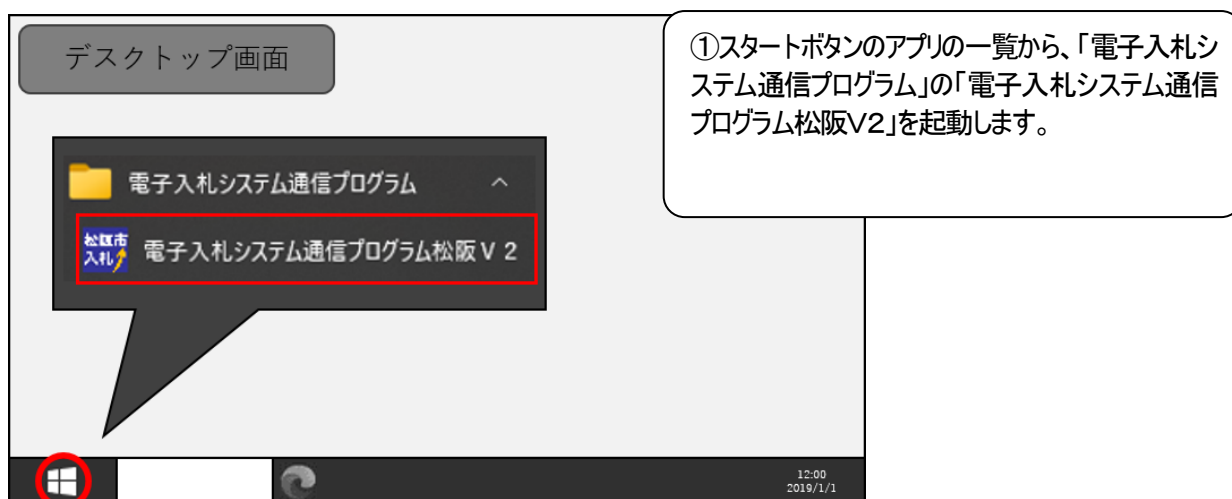 デスクトップ画面
①スタートボタンのアプリの一覧から、「電子入札シ
ステム通信プログラム」の「電子入札システム通信
プログラム松阪V2」を起動します。
電子入札システム通信プログラム
松阪市
入札
電子入札システム通信プログラム松阪V2
12:00
2019/1/1